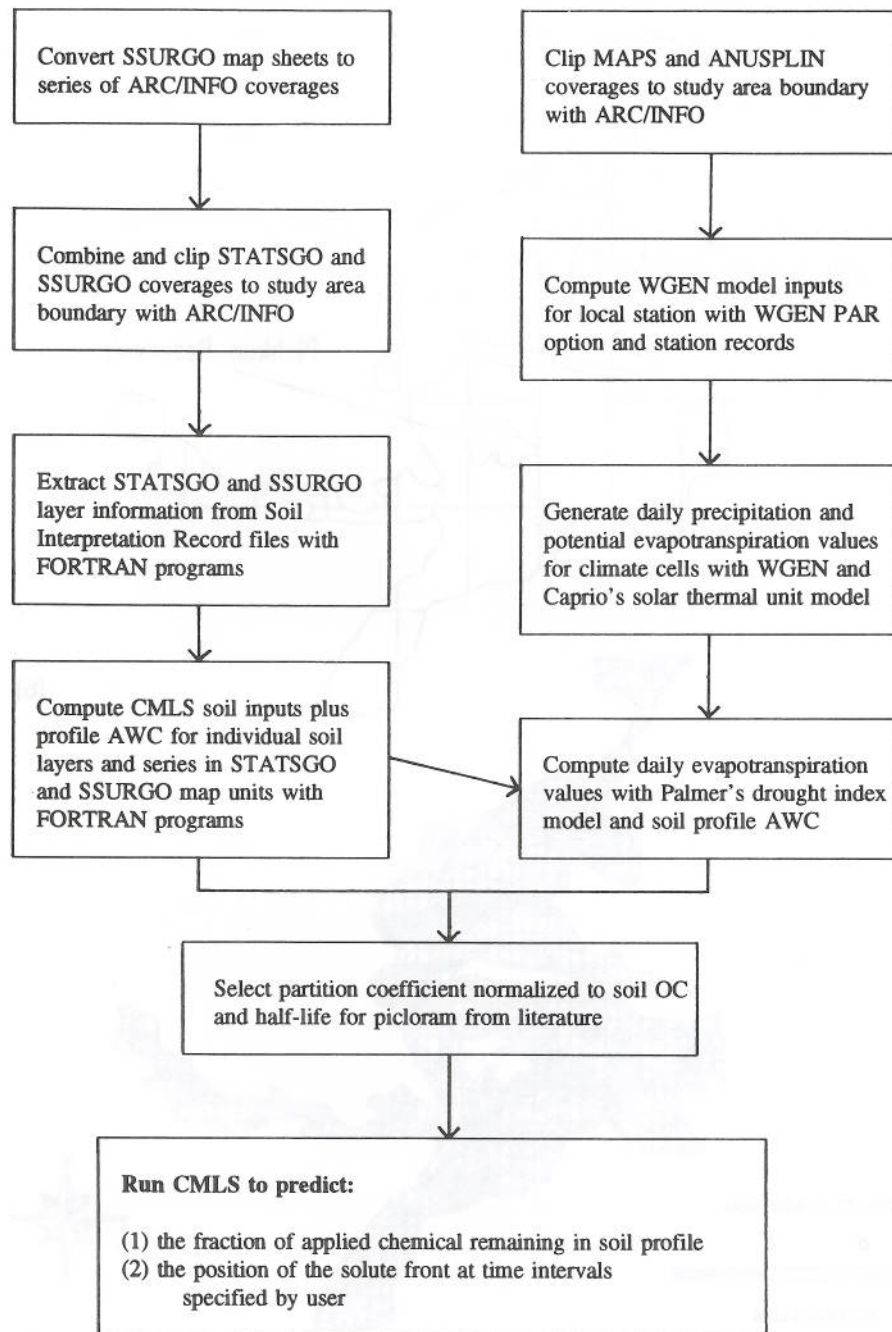 Convert SSURGO map sheets to
series of ARC/INFO coverages
Combine and clip STATSGO and
SSURGO coverages to study area
boundary with ARC/INFO
Extract STATSGO and SSURGO
layer information from Soil
Interpretation Record files with
FORTRAN programs
Compute CMLS soil inputs plus
profile AWC for individual soil
layers and series in STATSGO
and SSURGO map units with
FORTRAN programs
Clip MAPS and ANUSPLIN
coverages to study area boundary
with ARC/INFO
Compute WGEN model inputs
for local station with WGEN PAR
option and station records
Generate daily precipitation and
potential evapotranspiration values
for climate cells with WGEN and
Caprio's solar thermal unit model
Compute daily evapotranspiration
values with Palmer's drought index
model and soil profile AWC
Select partition coefficient normalized to soil OC
and half-life for picloram from literature
Run CMLS to predict:
(1) the fraction of applied chemical remaining in soil profile
(2) the position of the solute front at time intervals
specified by user